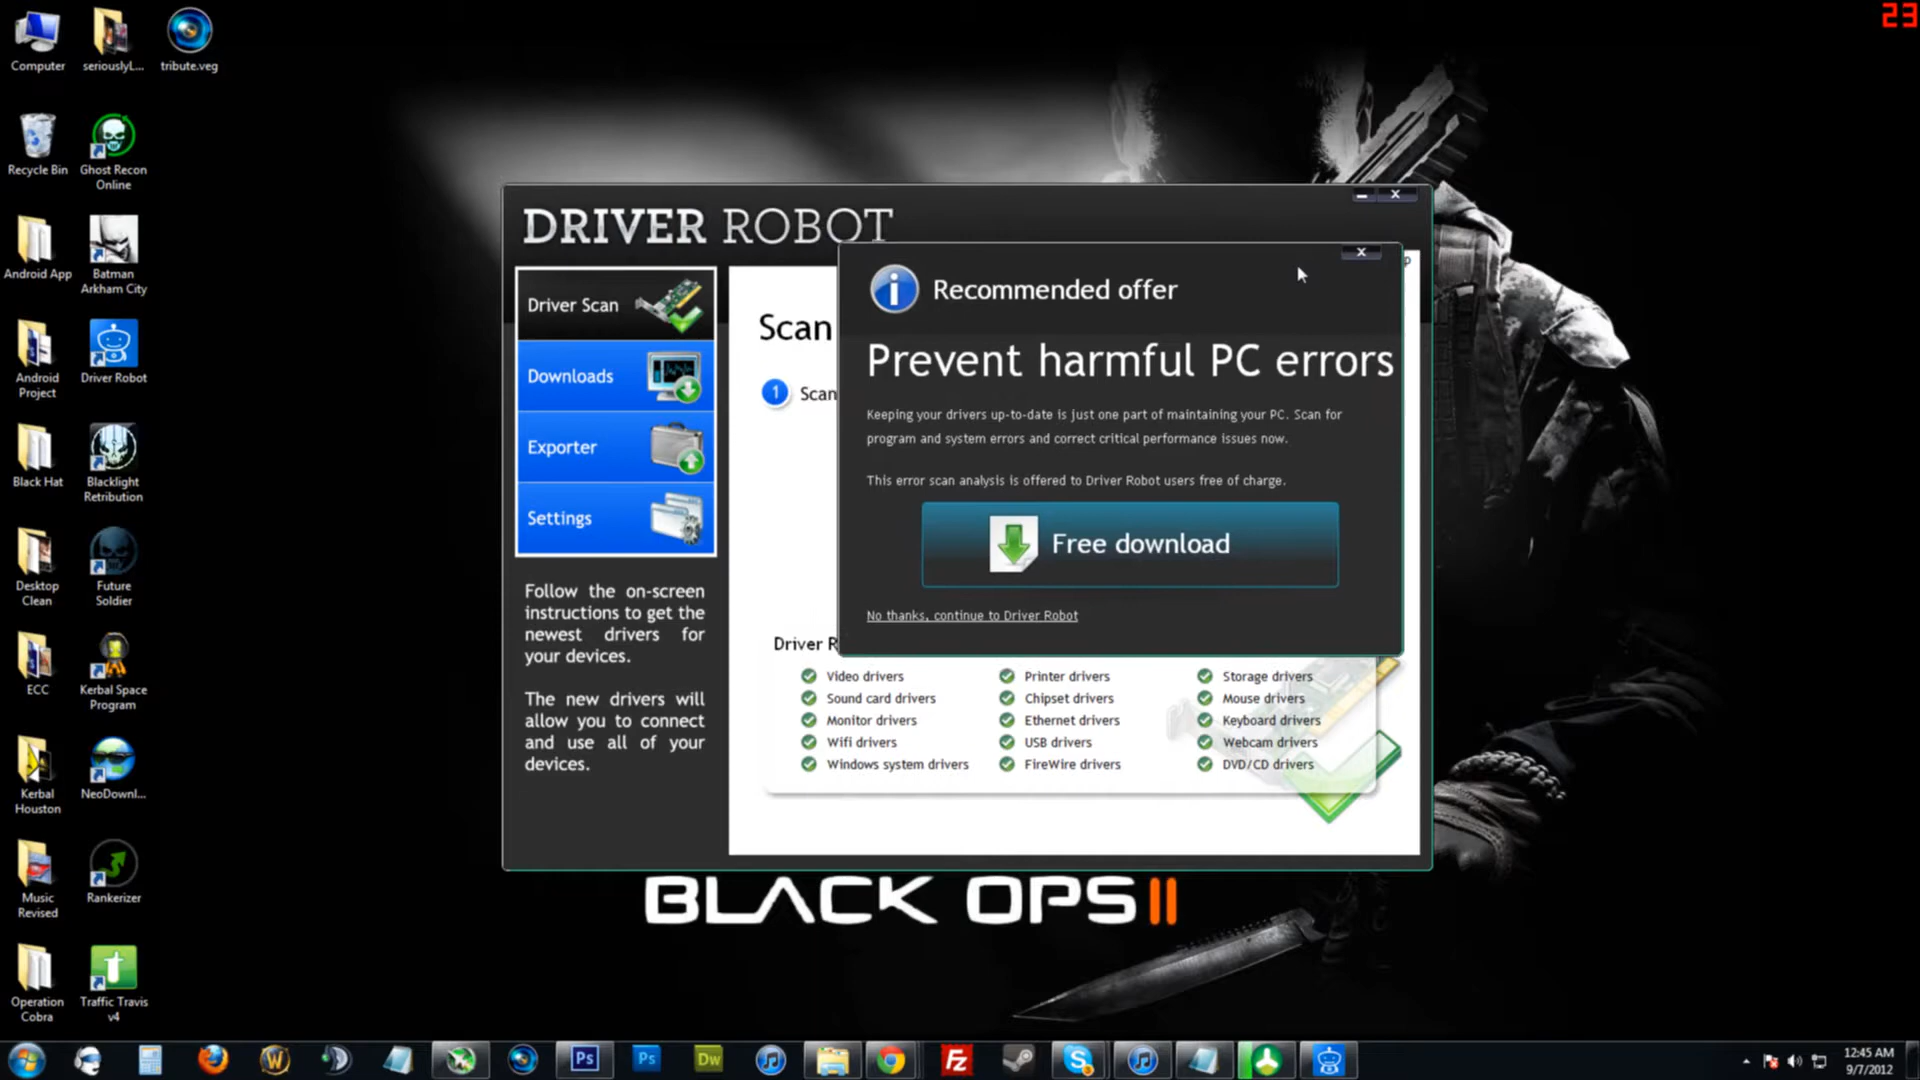 23
Computer
seriouslyL...
tribute.veg
Recycle Bin
Ghost Recon
Online
Android App
Batman
Arkham City
Android
Project
Driver Robot
Black Hat
Blacklight
Retribution
Desktop
Clean
Future
Soldier
ECC
Kerbal Space
Program
Kerbal
Houston
NeoDownl...
Music
Revised
Rankerizer
Operation
Cobra
Traffic Travis
v4
DRIVER ROBOT
Driver Scan
Downloads
Exporter
Settings
Follow the on-screen
instructions to get the
newest drivers for
your devices.
The new drivers will
allow you to connect
and use all of your
devices.
Scan
1 Scan
Recommended offer
Prevent harmful PC errors
Keeping your drivers up-to-date is just one part of maintaining your PC. Scan for
program and system errors and correct critical performance issues now.
This error scan analysis is offered to Driver Robot users free of charge.
Free download
No thanks, continue to Driver Robot
Driver R
Video drivers
Sound card drivers
Monitor drivers
Wifi drivers
Windows system drivers
Printer drivers
Chipset drivers
Ethernet drivers
USB drivers
FireWire drivers
Storage drivers
Mouse drivers
Keyboard drivers
Webcam drivers
DVD/CD drivers
BLACK OPS II
Ps
Ps
Dw
Fz
12:45 AM
9/7/2012